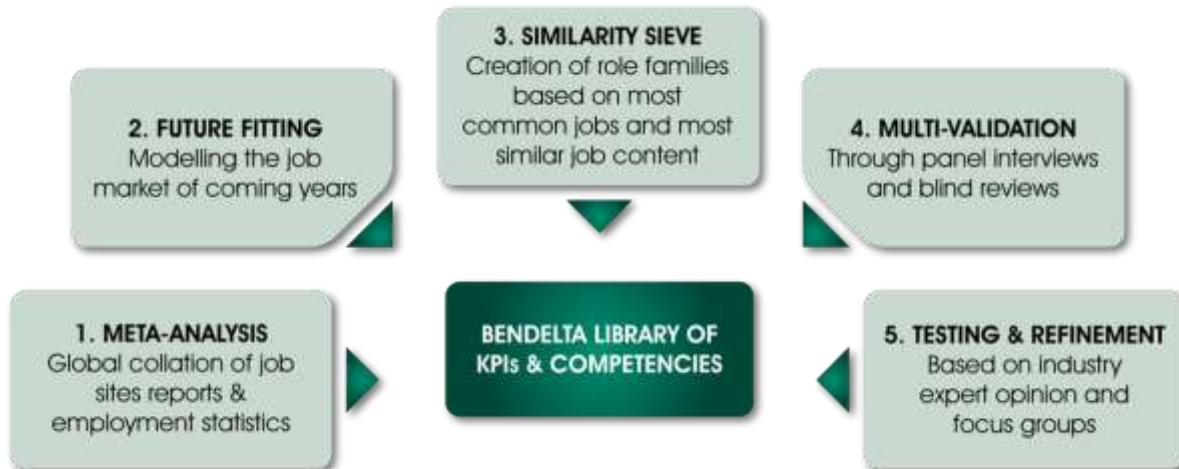 3. SIMILARITY SIEVE
Creation of role families
based on most
common jobs and most
similar job content
2. FUTURE FITTING
Modelling the job
market of coming years
4. MULTI-VALIDATION
Through panel interviews
and blind reviews
1. META-ANALYSIS
Global collation of job
sites reports &
employment statistics
BENDELTA LIBRARY OF
KPIs & COMPETENCIES
5. TESTING & REFINEMENT
Based on industry
expert opinion and
focus groups